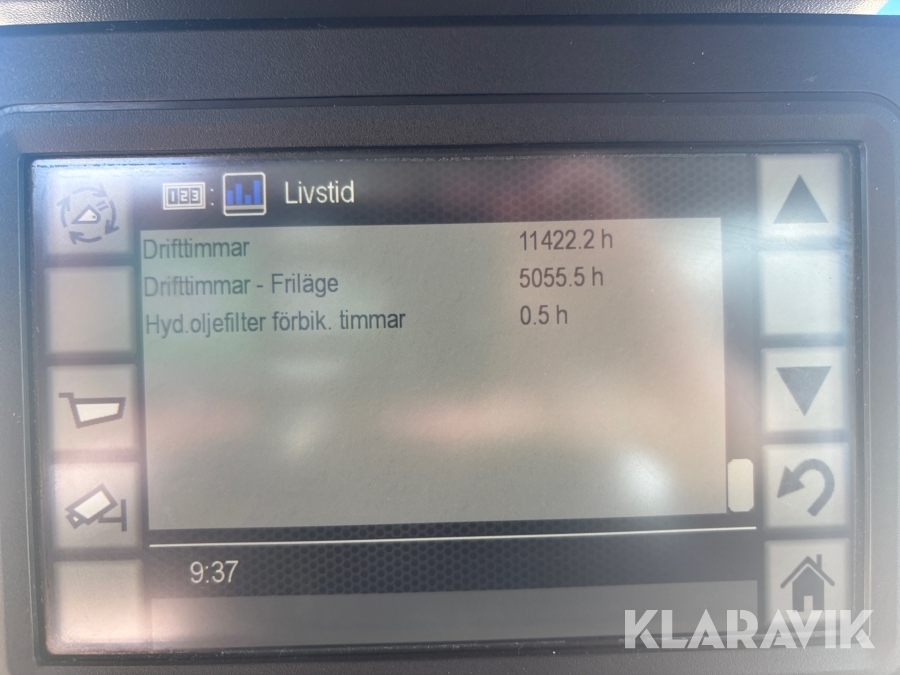 123 : Livstid
Drifttimmar 11422.2 h
Drifttimmar - Friläge 5055.5 h
Hyd.oljefilter förbik. timmar 0.5 h
9:37
KLARAVIK